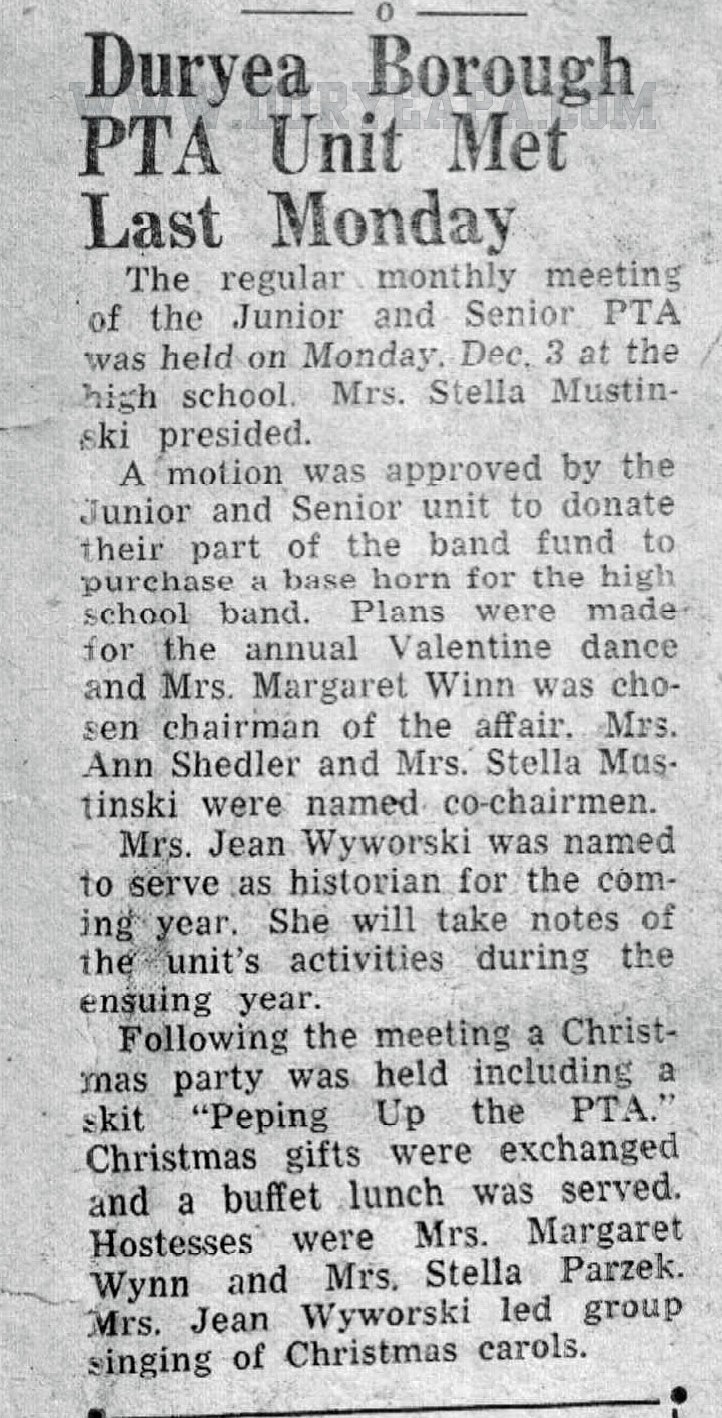 o
Duryea Borough
WWW.DURYEAPA.COM
PTA Unit Met
Last Monday
The regular monthly meeting
of the Junior and Senior PTA
was held on Monday, Dec. 3 at the
high school. Mrs. Stella Mustin-
ski presided.
A motion was approved by the
Junior and Senior unit to donate
their part of the band fund to
purchase a base horn for the high
school band. Plans were made
for the annual Valentine dance
and Mrs. Margaret Winn was cho-
sen chairman of the affair. Mrs.
Ann Shedler and Mrs. Stella Mus-
tinski were named co-chairmen.
Mrs. Jean Wyworski was named
to serve as historian for the com-
ing year. She will take notes of
the unit's activities during the
ensuing year.
Following the meeting a Christ-
mas party was held including a
skit "Peping Up the PTA."
Christmas gifts were exchanged
and a buffet lunch was served.
Hostesses were Mrs. Margaret
Wynn and Mrs. Stella Parzek.
Mrs. Jean Wyworski led group
singing of Christmas carols.